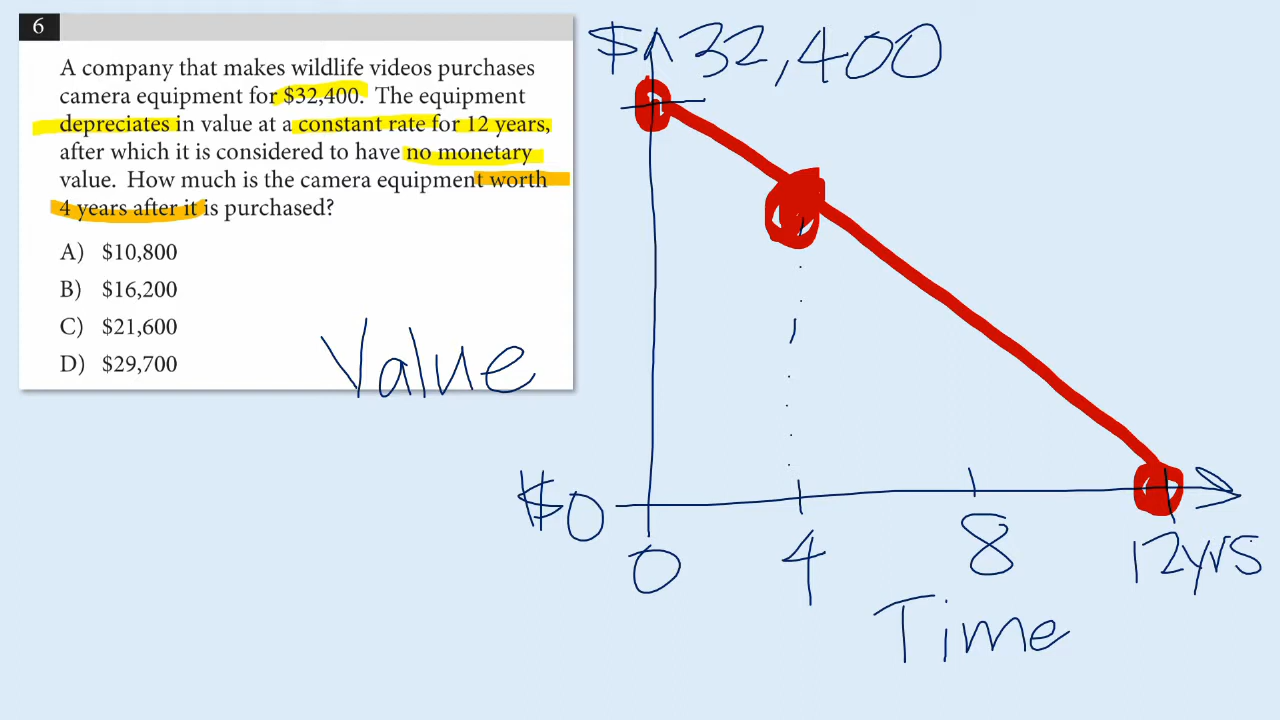 6
A company that makes wildlife videos purchases
camera equipment for $32,400. The equipment
depreciates in value at a constant rate for 12 years,
after which it is considered to have no monetary
value. How much is the camera equipment worth
4 years after it is purchased?
A) $10,800
B) $16,200
C) $21,600
D) $29,700
$32,400
Value
$0
0
4
8
12yrs
Time